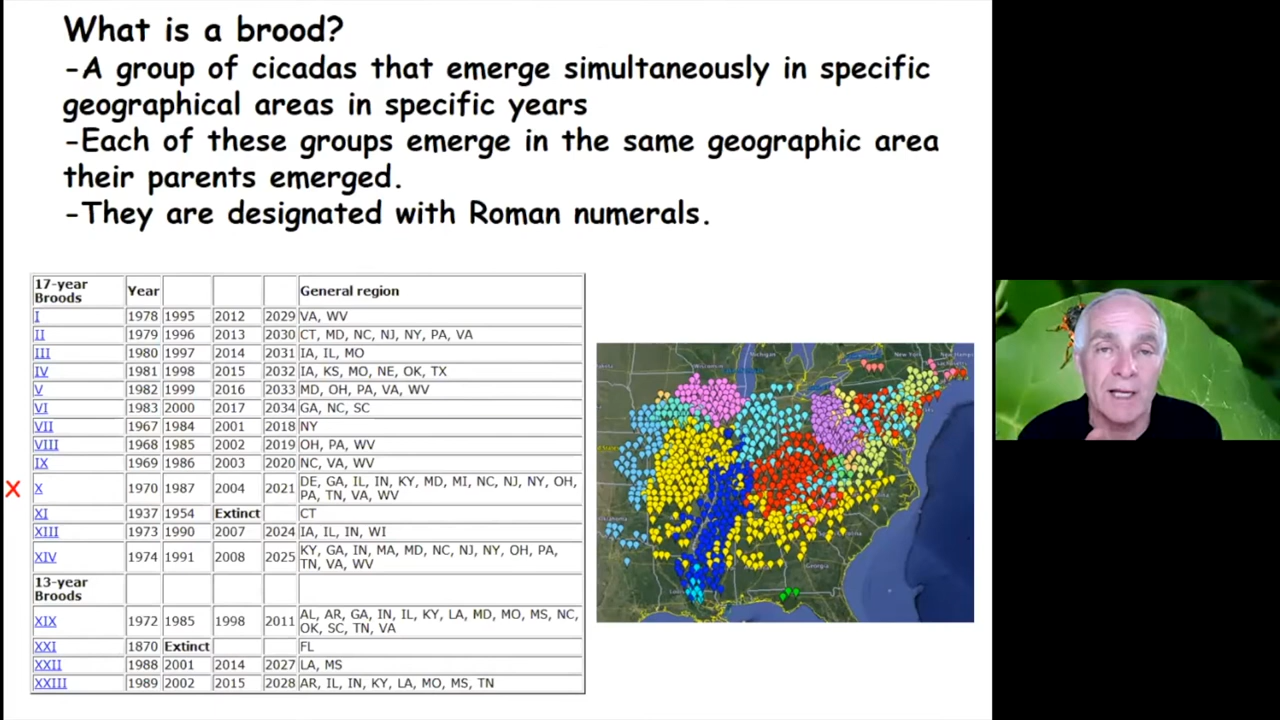 What is a brood?
-A group of cicadas that emerge simultaneously in specific
geographical areas in specific years
-Each of these groups emerge in the same geographic area
their parents emerged.
-They are designated with Roman numerals.
17-year
Broods Year General region
I 1978 1995 2012 2029 VA, WV
II 1979 1996 2013 2030 CT, MD, NC, NJ, NY, PA, VA
III 1980 1997 2014 2031 IA, IL, MO
IV 1981 1998 2015 2032 IA, KS, MO, NE, OK, TX
V 1982 1999 2016 2033 MD, OH, PA, VA, WV
VI 1983 2000 2017 2034 GA, NC, SC
VII 1967 1984 2001 2018 NY
VIII 1968 1985 2002 2019 OH, PA, WV
IX 1969 1986 2003 2020 NC, VA, WV
X X 1970 1987 2004 2021 DE, GA, IL, IN, KY, MD, MI, NC, NJ, NY, OH,
PA, TN, VA, WV
XI 1937 1954 Extinct CT
XIII 1973 1990 2007 2024 IA, IL, IN, WI
XIV 1974 1991 2008 2025 KY, GA, IN, MA, MD, NC, NJ, NY, OH, PA,
TN, VA, WV
13-year
Broods
XIX 1972 1985 1998 2011 AL, AR, GA, IN, IL, KY, LA, MD, MO, MS, NC,
OK, SC, TN, VA
XXI 1870 Extinct FL
XXII 1988 2001 2014 2027 LA, MS
XXIII 1989 2002 2015 2028 AR, IL, IN, KY, LA, MO, MS, TN
Michigan
New York
Wisconsin
Oklahoma
Georgia